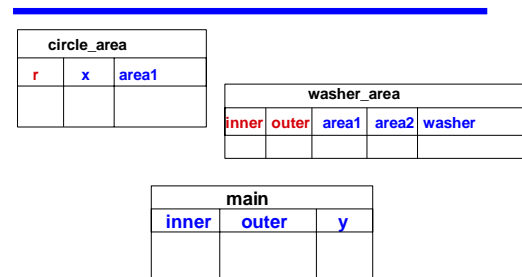 circle_area
r x area1
washer_area
inner outer area1 area2 washer
main
inner outer y